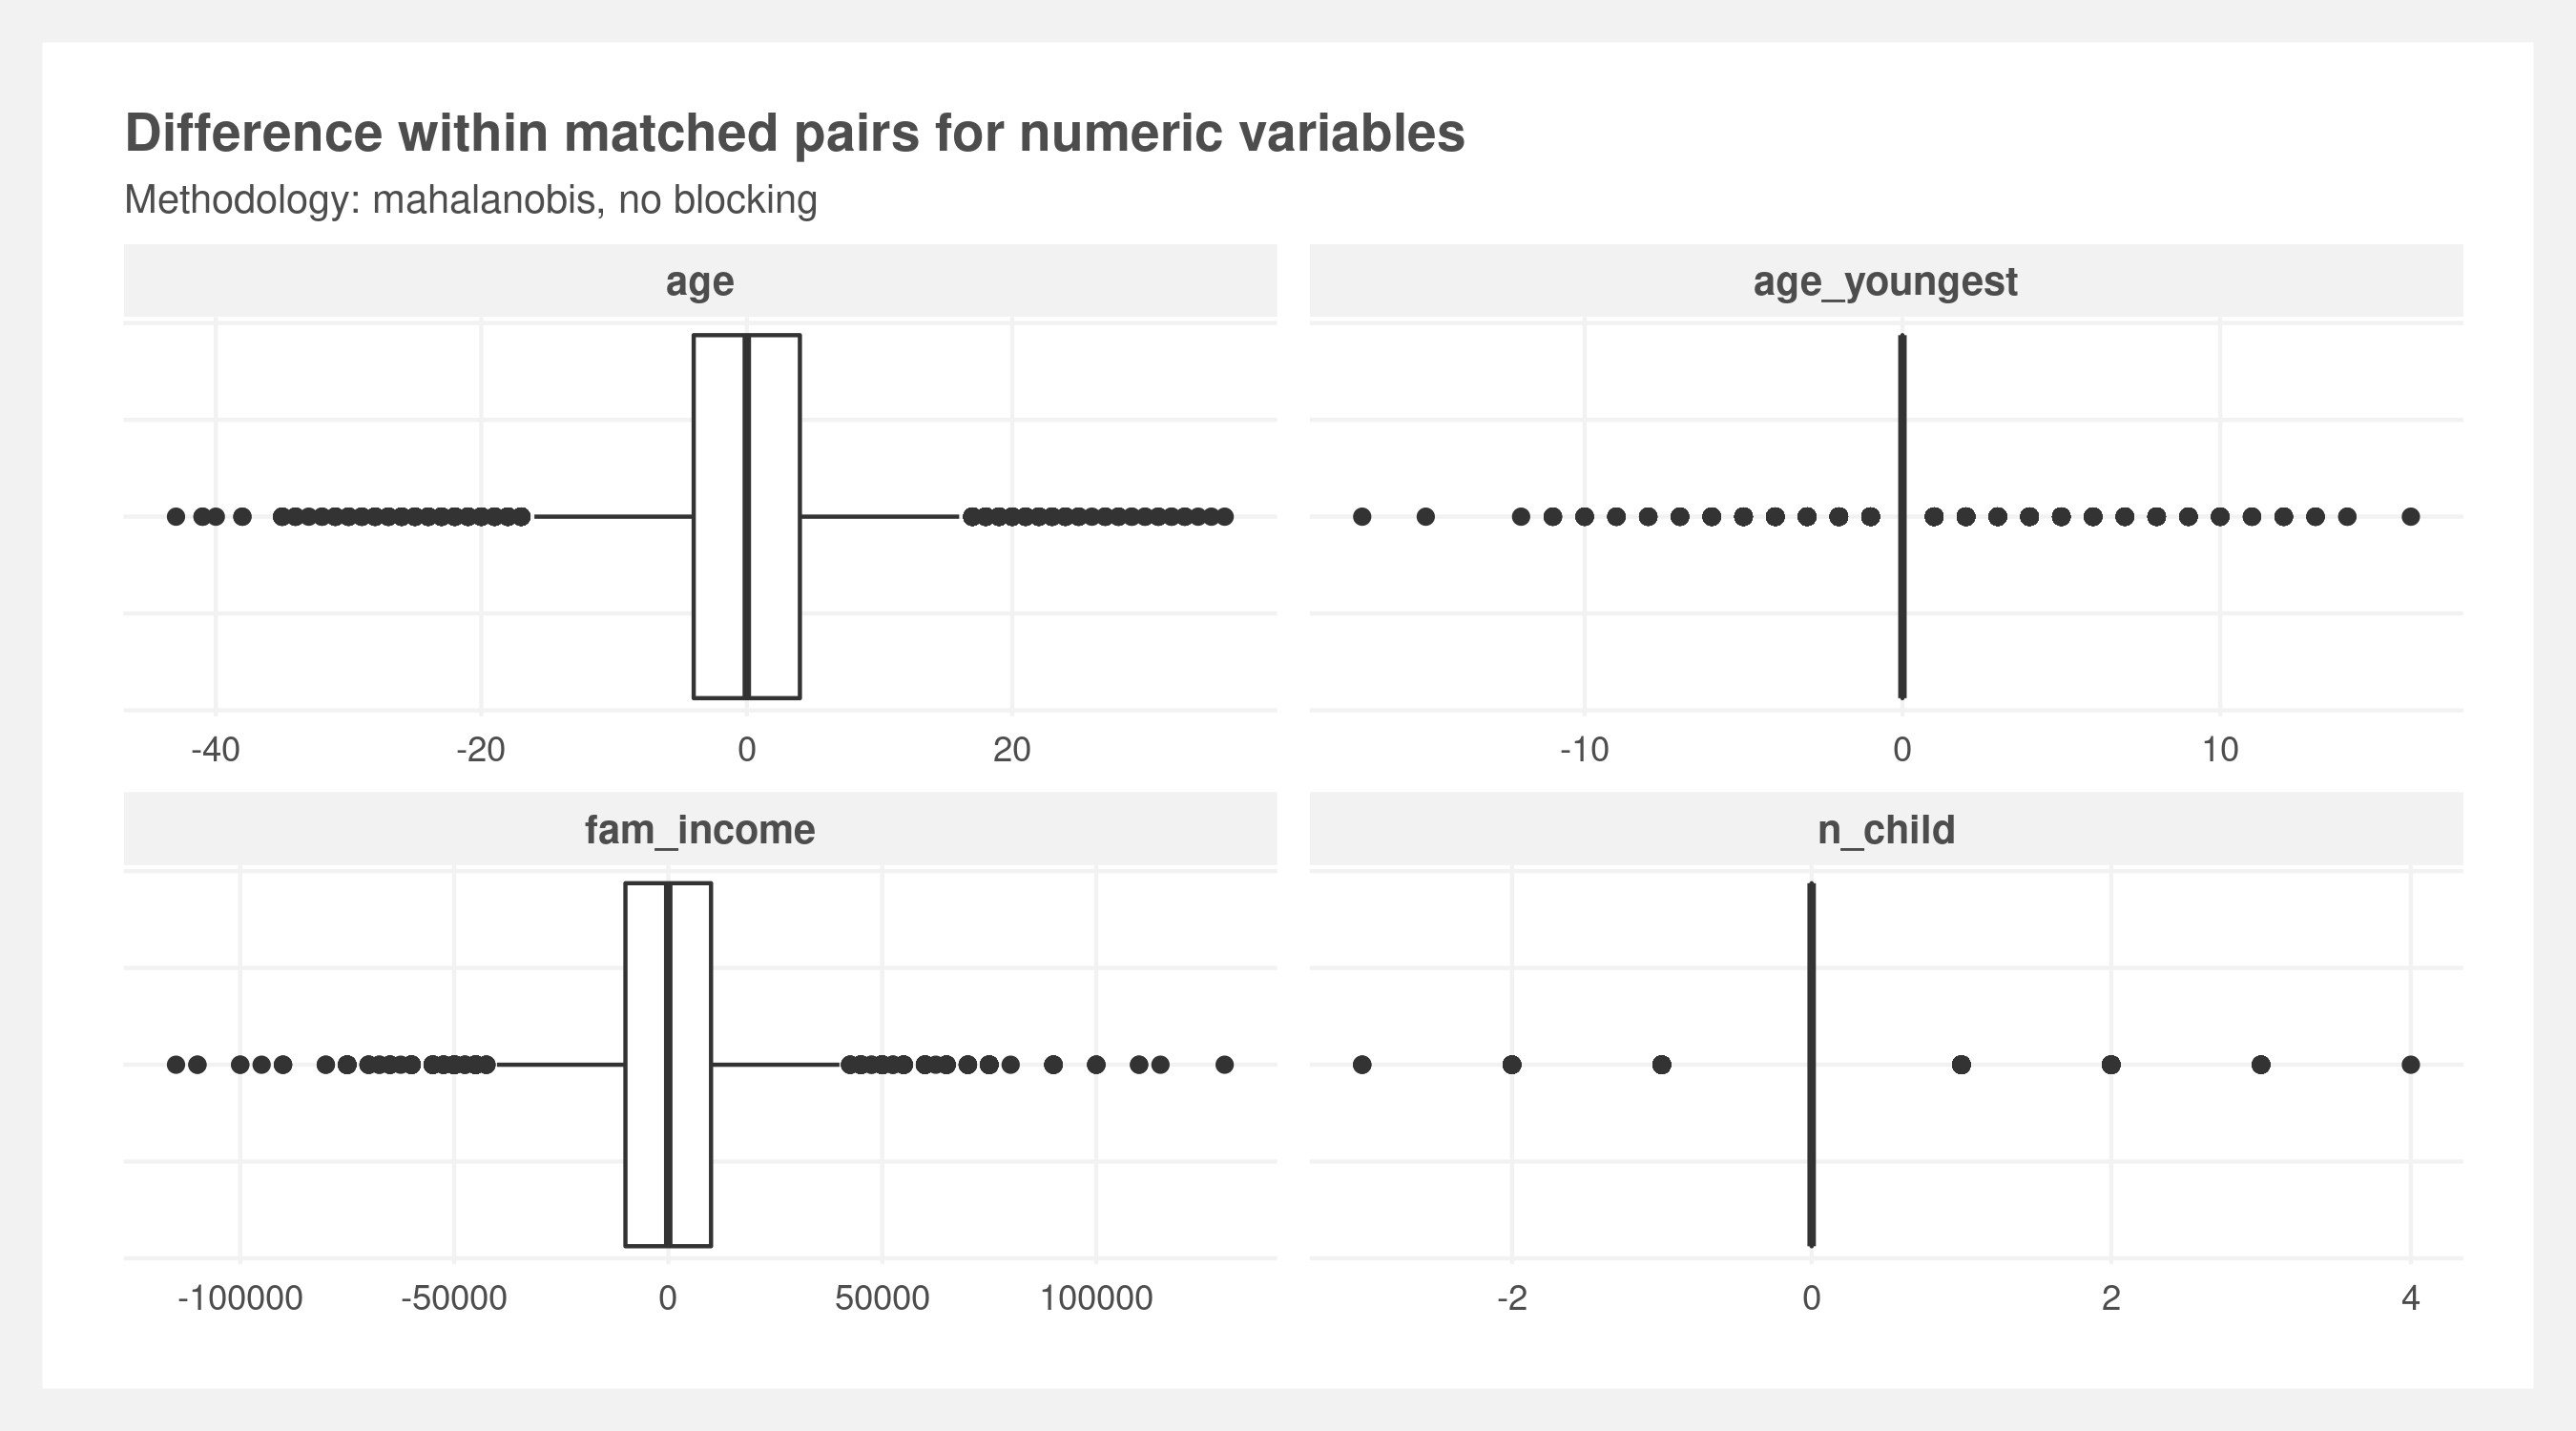 Difference within matched pairs for numeric variables
Methodology: mahalanobis, no blocking
age
age_youngest
-40 -20 0 20
-10 0 10
fam_income
n_child
-100000 -50000 0 50000 100000
-2 0 2 4